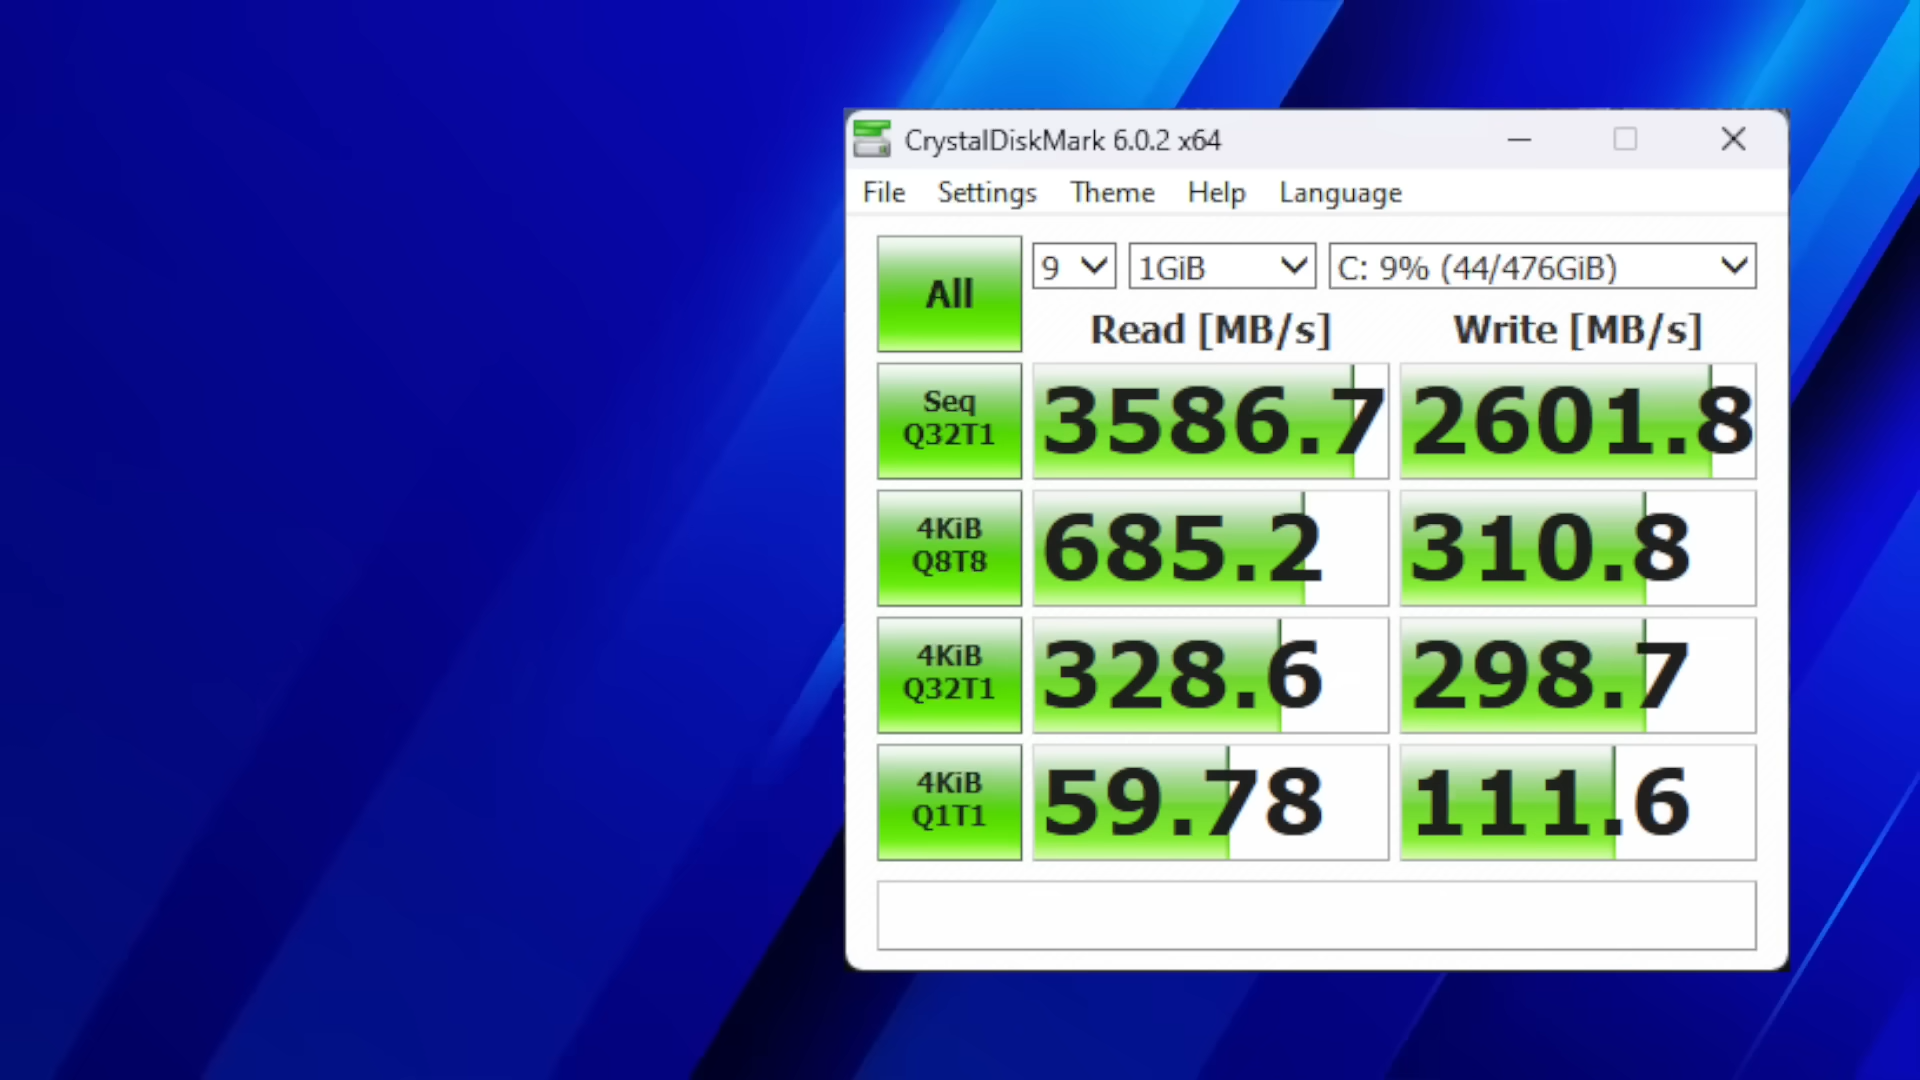 CrystalDiskMark 6.0.2 x64
File Settings Theme Help Language
All 9 1GiB C: 9% (44/476GiB)
Read [MB/s] Write [MB/s]
Seq
Q32T1 3586.7 2601.8
4KiB
Q8T8 685.2 310.8
4KiB
Q32T1 328.6 298.7
4KiB
Q1T1 59.78 111.6